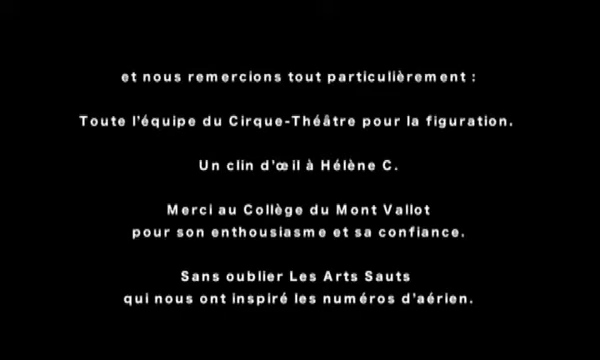 et nous remercions tout particulièrement :
Toute l'équipe du Cirque-Théâtre pour la figuration.
Un clin d'œil à Hélène C.
Merci au Collège du Mont Vallot
pour son enthousiasme et sa confiance.
Sans oublier Les Arts Sauts
qui nous ont inspiré les numéros d'aérien.